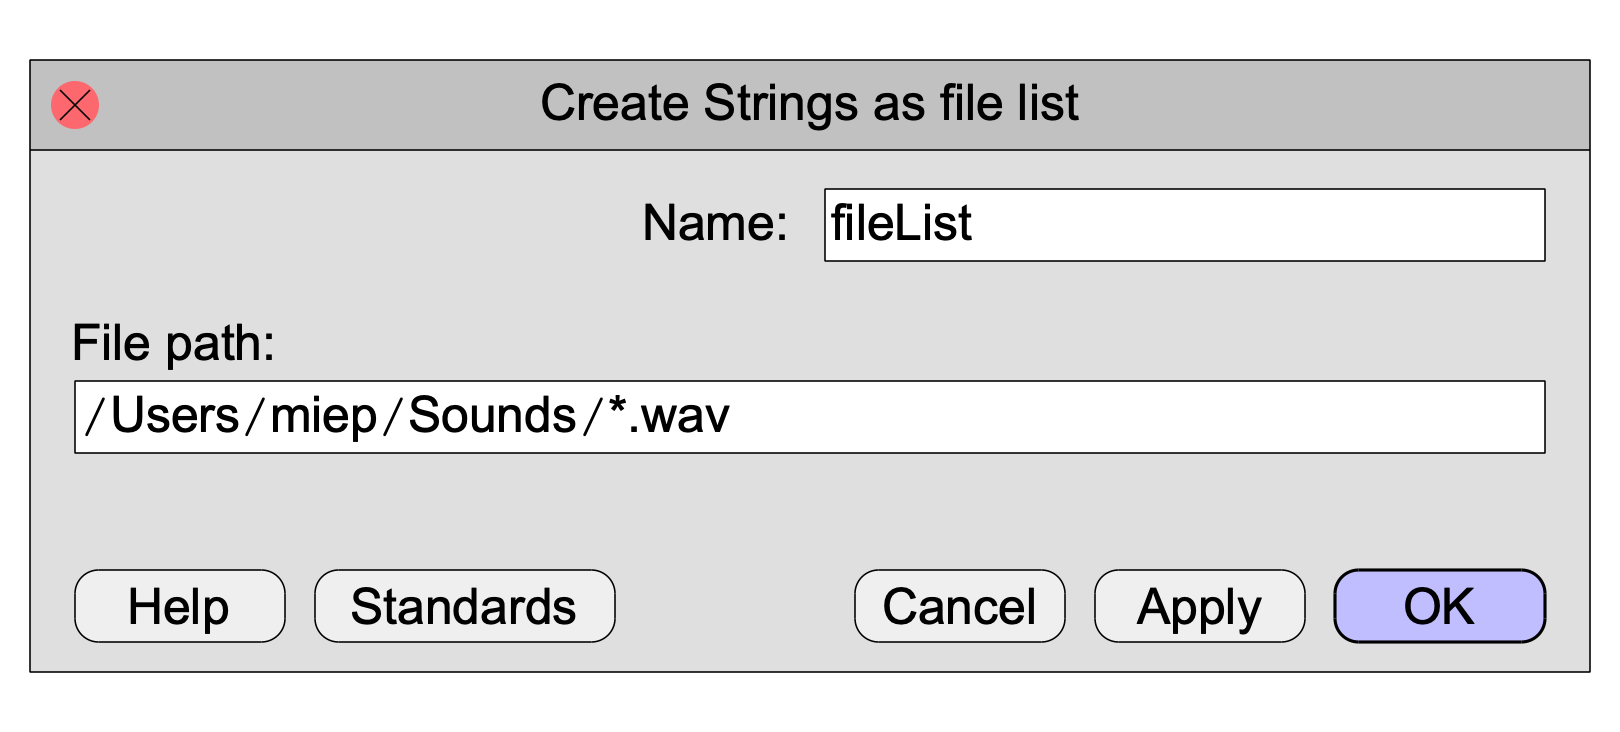 Create Strings as file list
Name: fileList
File path:
/Users/miep/Sounds/*.wav
Help Standards Cancel Apply OK